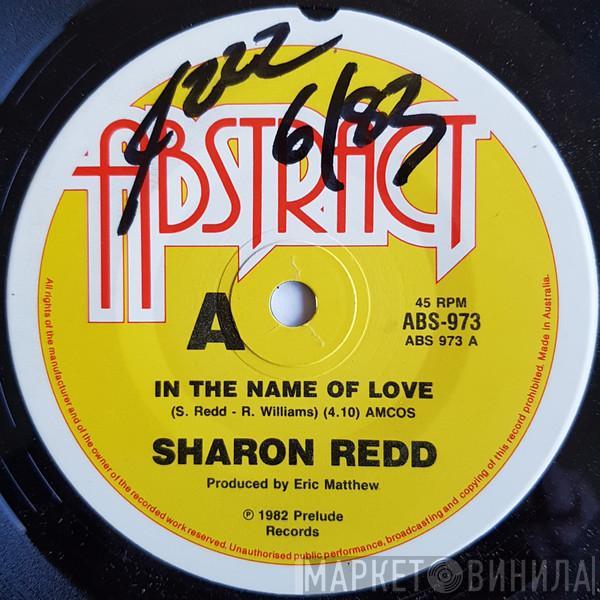 6/83
ABSTRACT
A
45 RPM
ABS-973
ABS 973 A
IN THE NAME OF LOVE
(S. Redd - R. Williams) (4.10) AMCOS
SHARON REDD
Produced by Eric Matthew
℗ 1982 Prelude
Records
All rights of the manufacturer and of the owner of the recorded work reserved. Unauthorised public performance, broadcasting and copying of this record prohibited. Made in Australia.
МАРКЕТ ВИНИЛА